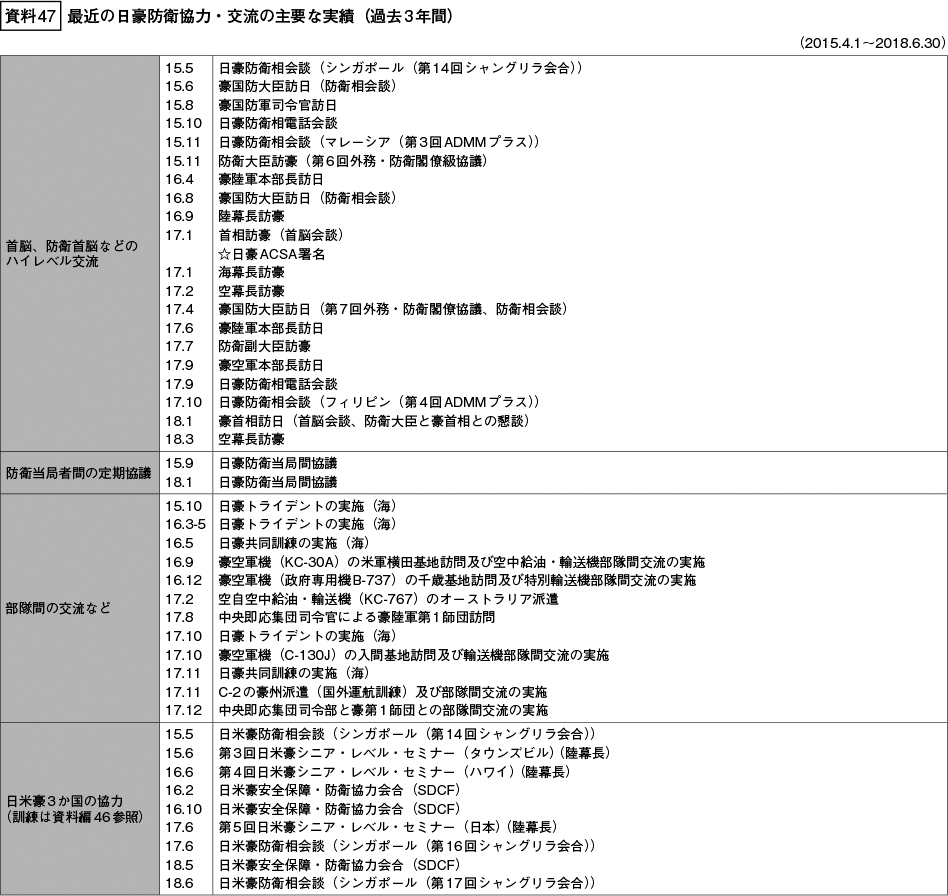 資料47 最近の日豪防衛協力・交流の主要な実績（過去3年間）
（2015.4.1～2018.6.30）
首脳、防衛首脳などの
ハイレベル交流
15.5 日豪防衛相会談（シンガポール（第14回シャングリラ会合））
15.6 豪国防大臣訪日（防衛相会談）
15.8 豪国防軍司令官訪日
15.10 日豪防衛相電話会談
15.11 日豪防衛相会談（マレーシア（第3回ADMMプラス））
15.11 防衛大臣訪豪（第6回外務・防衛閣僚級協議）
16.4 豪陸軍本部長訪日
16.8 豪国防大臣訪日（防衛相会談）
16.9 陸幕長訪豪
17.1 首相訪豪（首脳会談）
☆日豪ACSA署名
17.1 海幕長訪豪
17.2 空幕長訪豪
17.4 豪国防大臣訪日（第7回外務・防衛閣僚協議、防衛相会談）
17.6 豪陸軍本部長訪日
17.7 防衛副大臣訪豪
17.9 豪空軍本部長訪日
17.9 日豪防衛相電話会談
17.10 日豪防衛相会談（フィリピン（第4回ADMMプラス））
18.1 豪首相訪日（首脳会談、防衛大臣と豪首相との懇談）
18.3 空幕長訪豪
防衛当局者間の定期協議
15.9 日豪防衛当局間協議
18.1 日豪防衛当局間協議
部隊間の交流など
15.10 日豪トライデントの実施（海）
16.3-5 日豪トライデントの実施（海）
16.5 日豪共同訓練の実施（海）
16.9 豪空軍機（KC-30A）の米軍横田基地訪問及び空中給油・輸送機部隊間交流の実施
16.12 豪空軍機（政府専用機B-737）の千歳基地訪問及び特別輸送機部隊間交流の実施
17.2 空自空中給油・輸送機（KC-767）のオーストラリア派遣
17.8 中央即応集団司令官による豪陸軍第1師団訪問
17.10 日豪トライデントの実施（海）
17.10 豪空軍機（C-130J）の入間基地訪問及び輸送機部隊間交流の実施
17.11 日豪共同訓練の実施（海）
17.11 C-2の豪州派遣（国外運航訓練）及び部隊間交流の実施
17.12 中央即応集団司令部と豪第1師団との部隊間交流の実施
日米豪3か国の協力
（訓練は資料編46参照）
15.5 日米豪防衛相会談（シンガポール（第14回シャングリラ会合））
15.6 第3回日米豪シニア・レベル・セミナー（タウンズビル）（陸幕長）
16.6 第4回日米豪シニア・レベル・セミナー（ハワイ）（陸幕長）
16.2 日米豪安全保障・防衛協力会合（SDCF）
16.10 日米豪安全保障・防衛協力会合（SDCF）
17.6 第5回日米豪シニア・レベル・セミナー（日本）（陸幕長）
17.6 日米豪防衛相会談（シンガポール（第16回シャングリラ会合））
18.5 日米豪安全保障・防衛協力会合（SDCF）
18.6 日米豪防衛相会談（シンガポール（第17回シャングリラ会合））